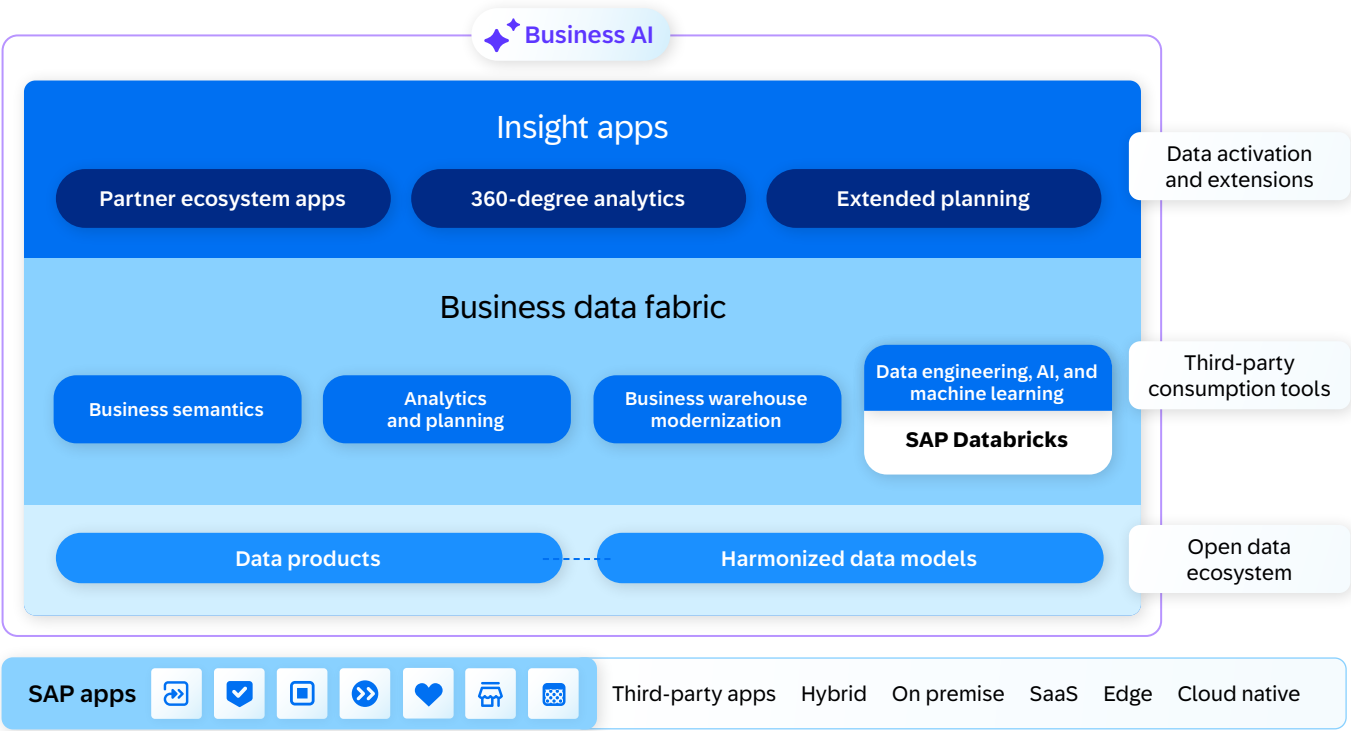 Business AI
Insight apps
Partner ecosystem apps
360-degree analytics
Extended planning
Data activation
and extensions
Business data fabric
Business semantics
Analytics
and planning
Business warehouse
modernization
Data engineering, AI, and
machine learning
SAP Databricks
Third-party
consumption tools
Data products
Harmonized data models
Open data
ecosystem
SAP apps
Third-party apps
Hybrid
On premise
SaaS
Edge
Cloud native